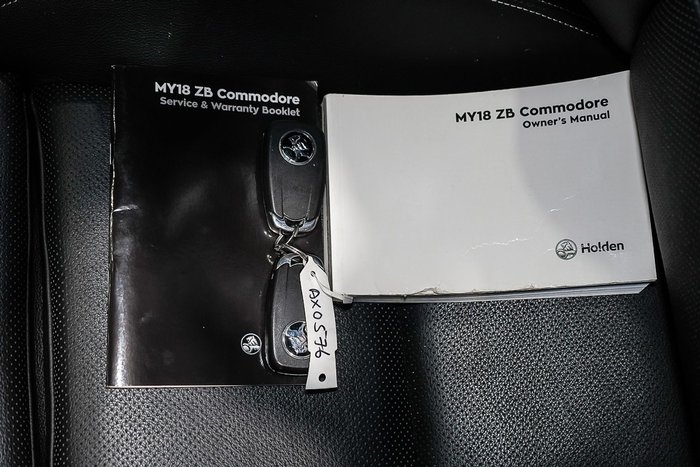 MY18 ZB Commodore
Service & Warranty Booklet
MY18 ZB Commodore
Owner's Manual
Holden
AX0576